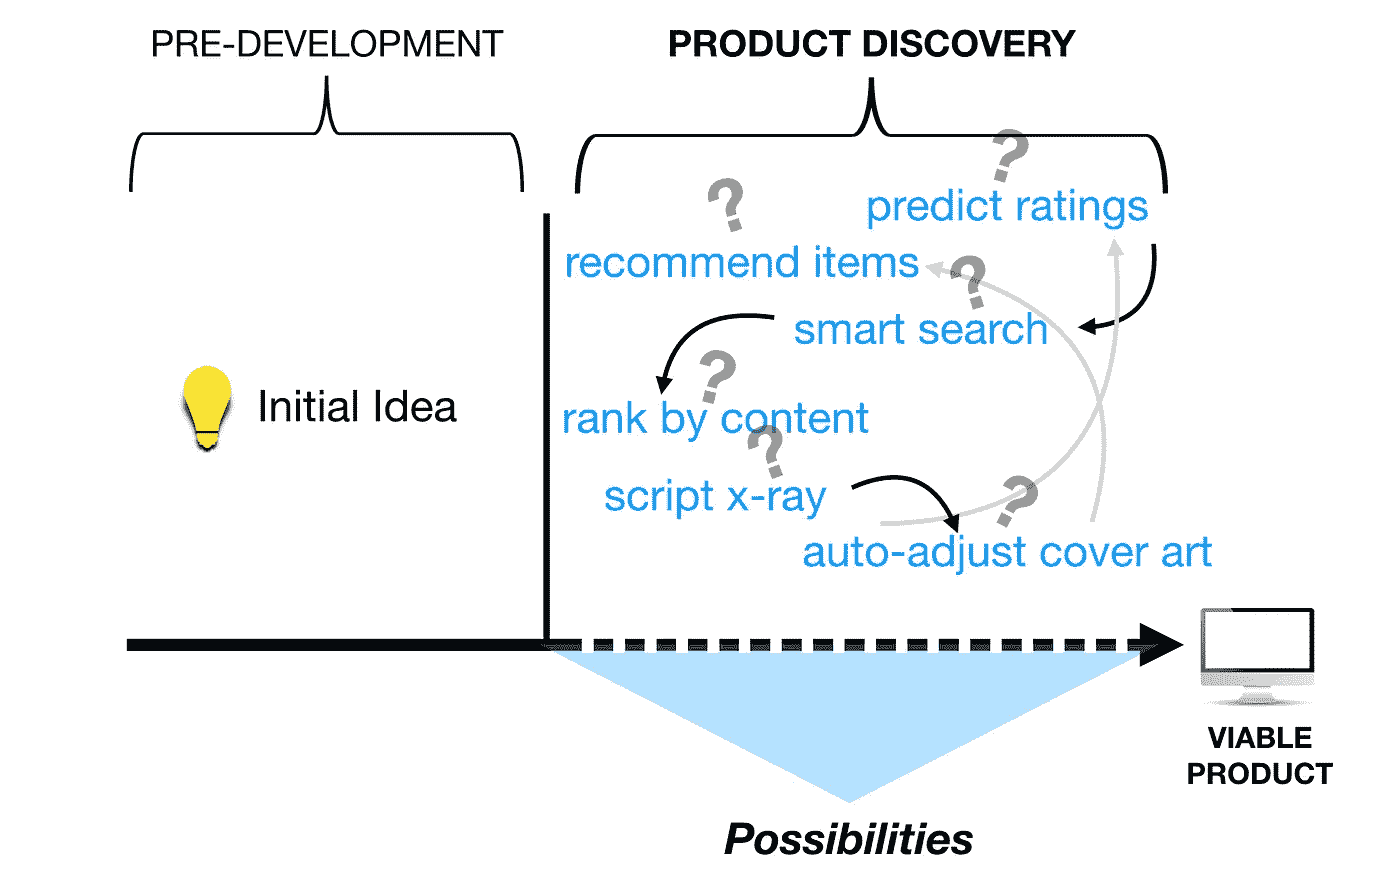 PRE-DEVELOPMENT
PRODUCT DISCOVERY
?
predict ratings
?
recommend items
?
smart search
?
rank by content
?
script x-ray
?
auto-adjust cover art
Initial Idea
VIABLE
PRODUCT
Possibilities